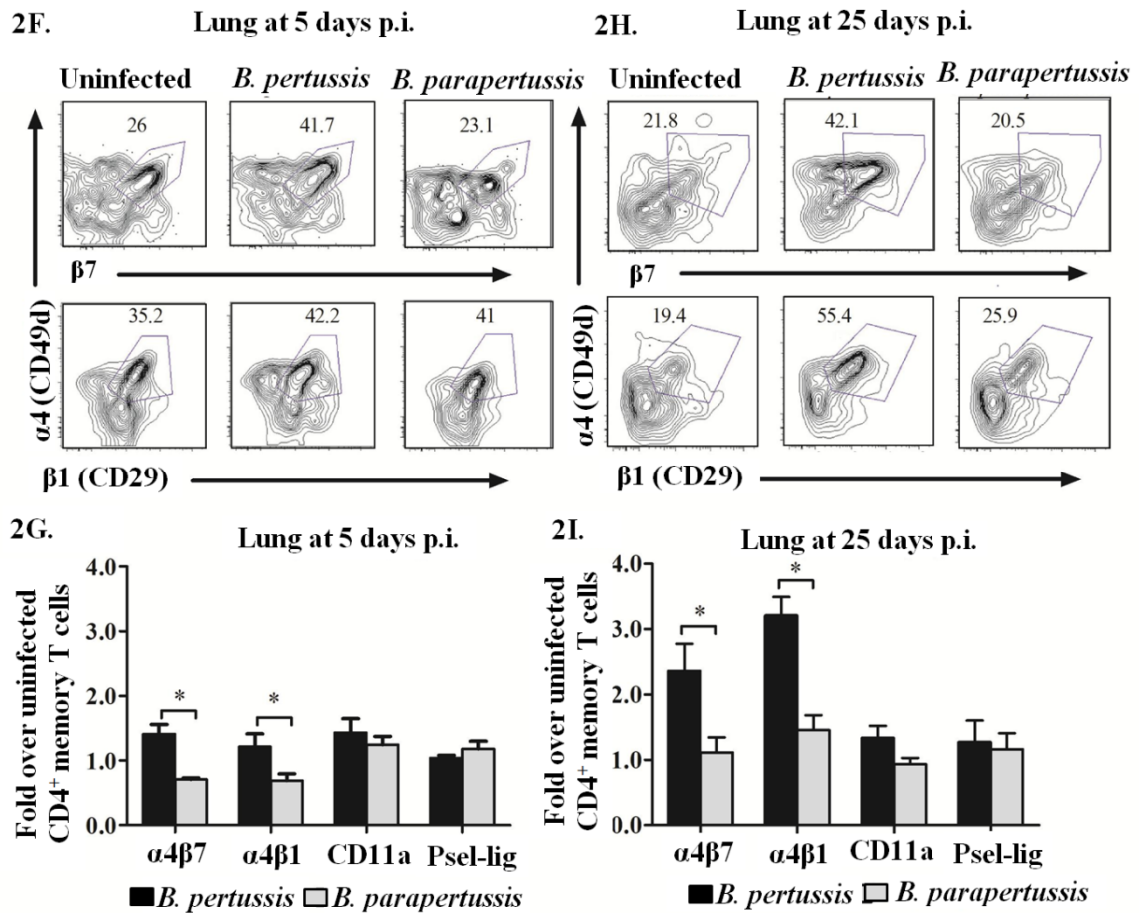 2F. Lung at 5 days p.i.
Uninfected B. pertussis B. parapertussis
26 41.7 23.1
β7
35.2 42.2 41
α4 (CD49d)
β1 (CD29)
2H. Lung at 25 days p.i.
Uninfected B. pertussis B. parapertussis
21.8 42.1 20.5
β7
19.4 55.4 25.9
α4 (CD49d)
β1 (CD29)
2G. Lung at 5 days p.i.
Fold over uninfected
CD4⁺ memory T cells
4.0
3.0
2.0
1.0
0.0
* *
α4β7 α4β1 CD11a Psel-lig
B. pertussis B. parapertussis
2I. Lung at 25 days p.i.
Fold over uninfected
CD4⁺ memory T cells
4.0
3.0
2.0
1.0
0.0
* *
α4β7 α4β1 CD11a Psel-lig
B. pertussis B. parapertussis